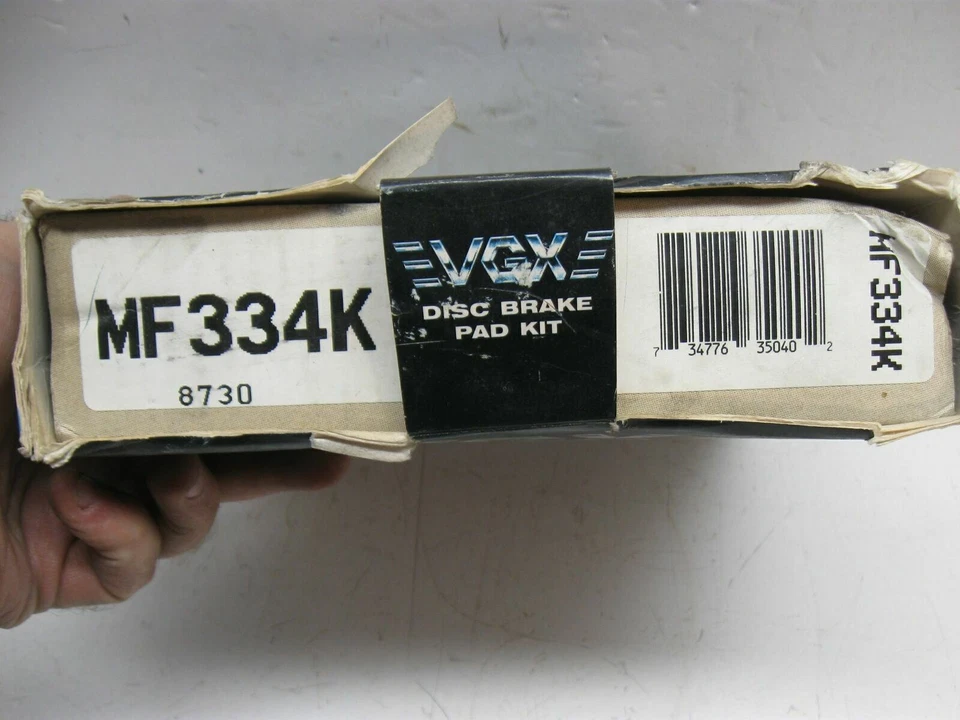 MF334K
8730
VGX
DISC BRAKE
PAD KIT
7 34776 35040 2
MF334K